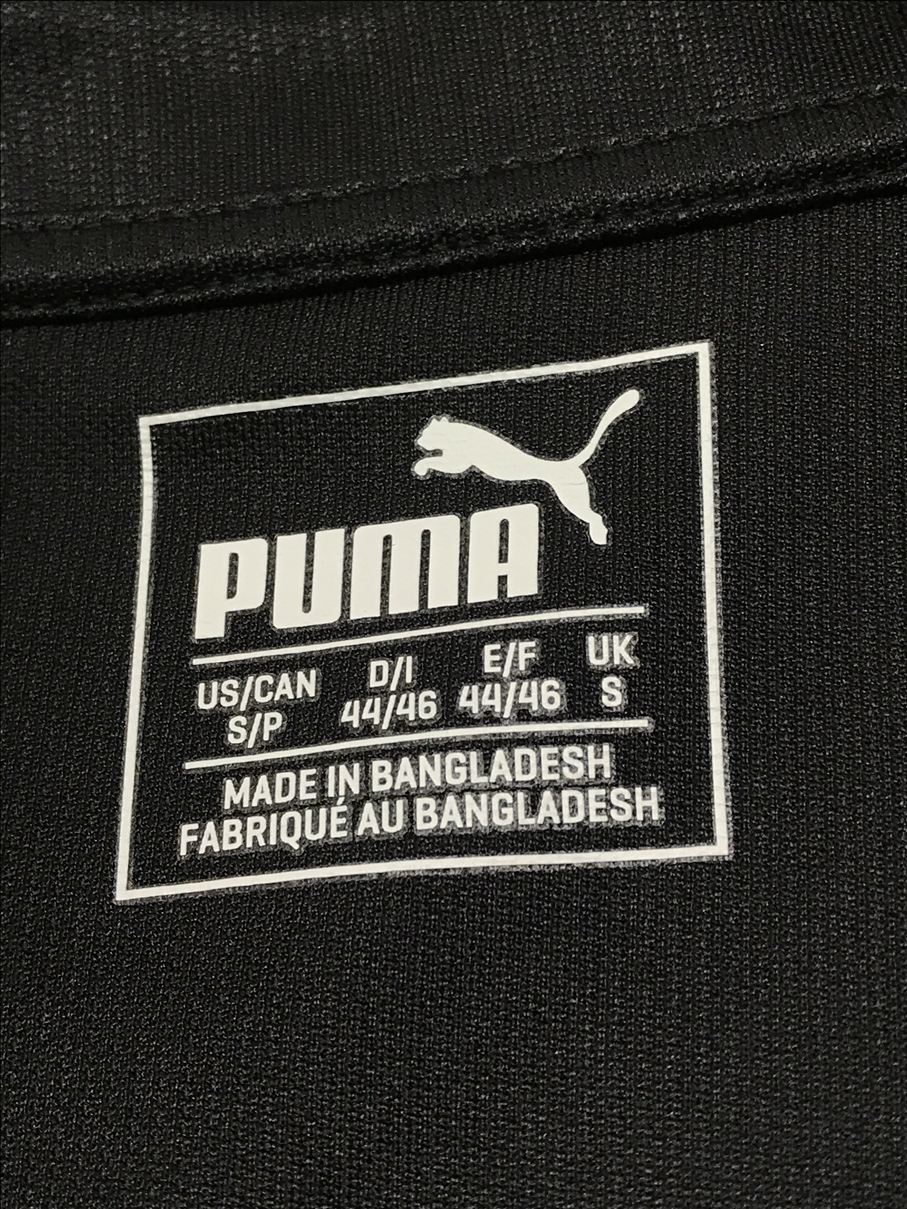 PUMA
US/CAN D/I E/F UK
S/P 44/46 44/46 S
MADE IN BANGLADESH
FABRIQUÉ AU BANGLADESH